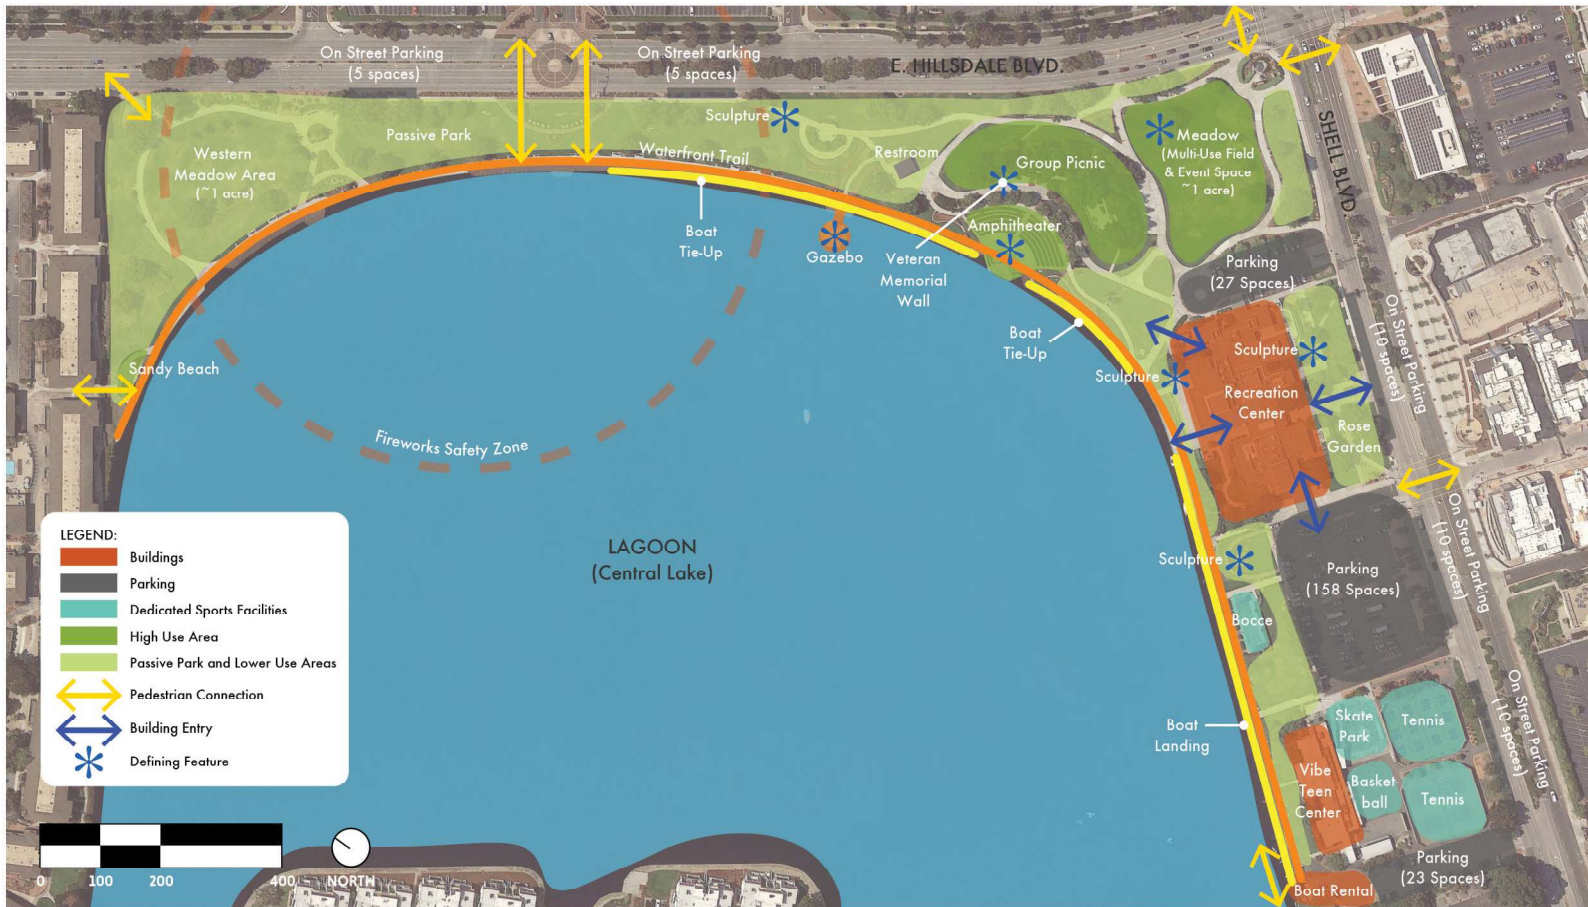 On Street Parking
(5 spaces)
On Street Parking
(5 spaces)
E. HILLSDALE BLVD.
SHELL BLVD.
Passive Park
Sculpture
Waterfront Trail
Restroom
Group Picnic
Meadow
(Multi-Use Field
& Event Space
~1 acre)
Western
Meadow Area
(~1 acre)
Boat
Tie-Up
Gazebo
Veteran
Memorial
Wall
Amphitheater
Parking
(27 Spaces)
Boat
Tie-Up
On Street Parking
(10 spaces)
Sandy Beach
Sculpture
Sculpture
Recreation
Center
Rose
Garden
Fireworks Safety Zone
On Street Parking
(10 spaces)
LAGOON
(Central Lake)
Sculpture
Parking
(158 Spaces)
Bocce
Boat
Landing
Skate
Park
Tennis
On Street Parking
(10 spaces)
Vibe
Teen
Center
Basket
ball
Tennis
Parking
(23 Spaces)
Boat Rental
LEGEND:
Buildings
Parking
Dedicated Sports Facilities
High Use Area
Passive Park and Lower Use Areas
Pedestrian Connection
Building Entry
Defining Feature
0 100 200 400
NORTH